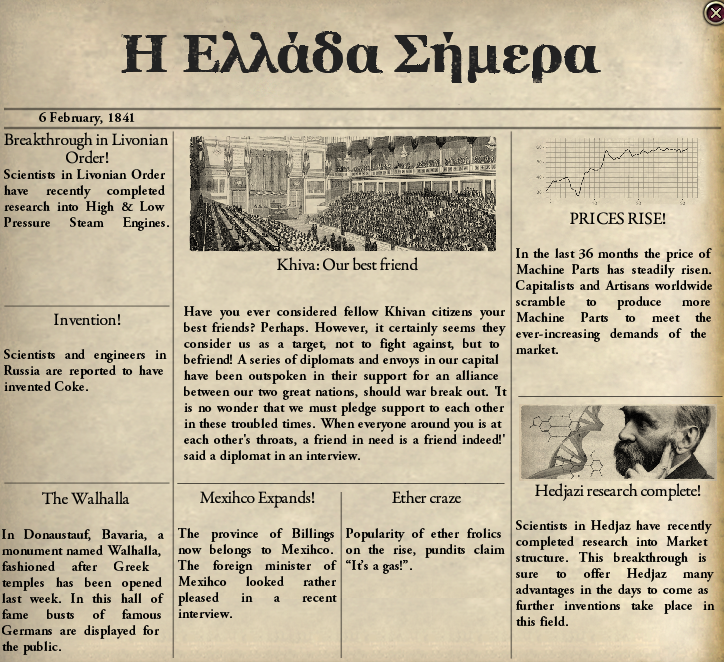 Η Ελλάδα Σήμερα
6 February, 1841
Breakthrough in Livonian
Order!
Scientists in Livonian Order
have recently completed
research into High & Low
Pressure Steam Engines.
Invention!
Scientists and engineers in
Russia are reported to have
invented Coke.
The Walhalla
In Donaustauf, Bavaria, a
monument named Walhalla,
fashioned after Greek
temples has been opened
last week. In this hall of
fame busts of famous
Germans are displayed for
the public.
Khiva: Our best friend
Have you ever considered fellow Khivan citizens your
best friends? Perhaps. However, it certainly seems they
consider us as a target, not to fight against, but to
befriend! A series of diplomats and envoys in our capital
have been outspoken in their support for an alliance
between our two great nations, should war break out. 'It
is no wonder that we must pledge support to each other
in these troubled times. When everyone around you is at
each other's throats, a friend in need is a friend indeed!'
said a diplomat in an interview.
Mexihco Expands!
The province of Billings
now belongs to Mexihco.
The foreign minister of
Mexihco looked rather
pleased in a recent
interview.
Ether craze
Popularity of ether frolics
on the rise, pundits claim
“It's a gas!”.
PRICES RISE!
In the last 36 months the price of
Machine Parts has steadily risen.
Capitalists and Artisans worldwide
scramble to produce more
Machine Parts to meet the
ever-increasing demands of the
market.
Hedjazi research complete!
Scientists in Hedjaz have recently
completed research into Market
structure. This breakthrough is
sure to offer Hedjaz many
advantages in the days to come as
further inventions take place in
this field.